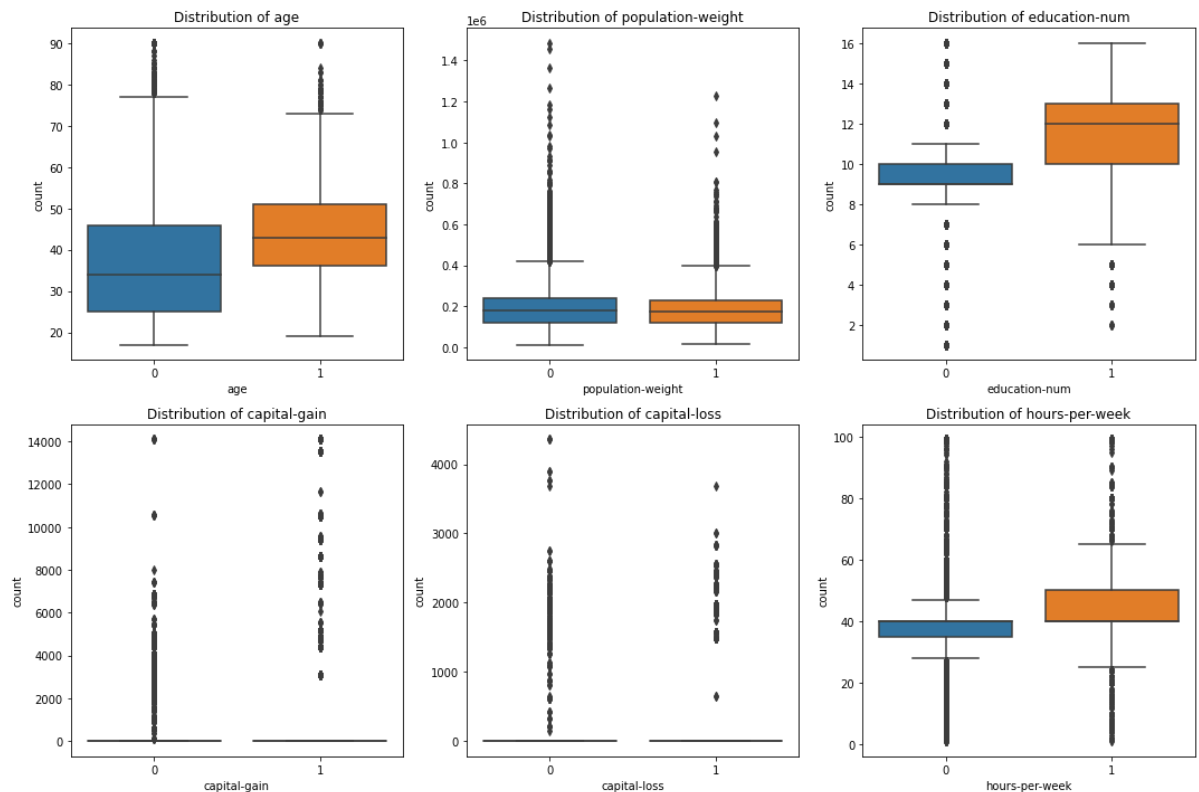 Distribution of age
90
80
70
60
50
40
30
20
count
0 1
age
Distribution of population-weight
1e6
1.4
1.2
1.0
0.8
0.6
0.4
0.2
0.0
count
0 1
population-weight
Distribution of education-num
16
14
12
10
8
6
4
2
count
0 1
education-num
Distribution of capital-gain
14000
12000
10000
8000
6000
4000
2000
0
count
0 1
capital-gain
Distribution of capital-loss
4000
3000
2000
1000
0
count
0 1
capital-loss
Distribution of hours-per-week
100
80
60
40
20
0
count
0 1
hours-per-week